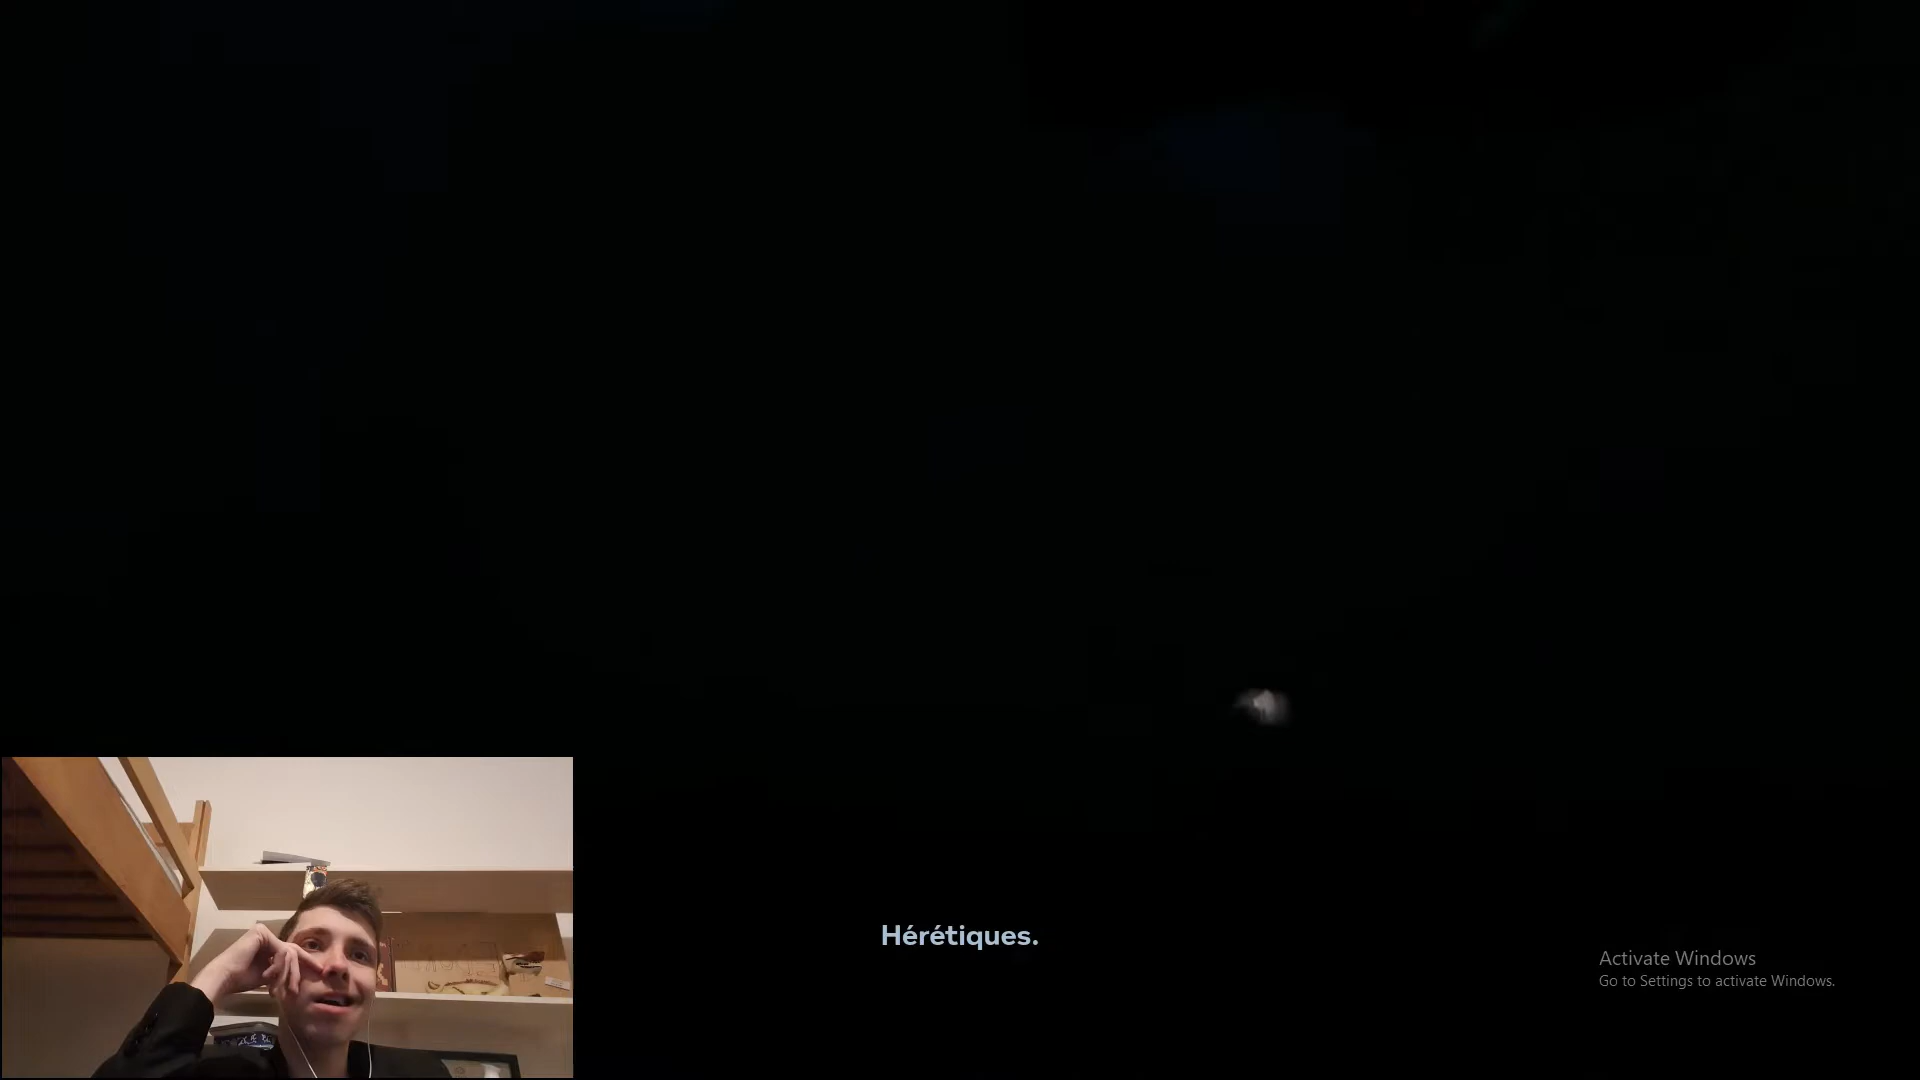 Hérétiques.
Activate Windows
Go to Settings to activate Windows.